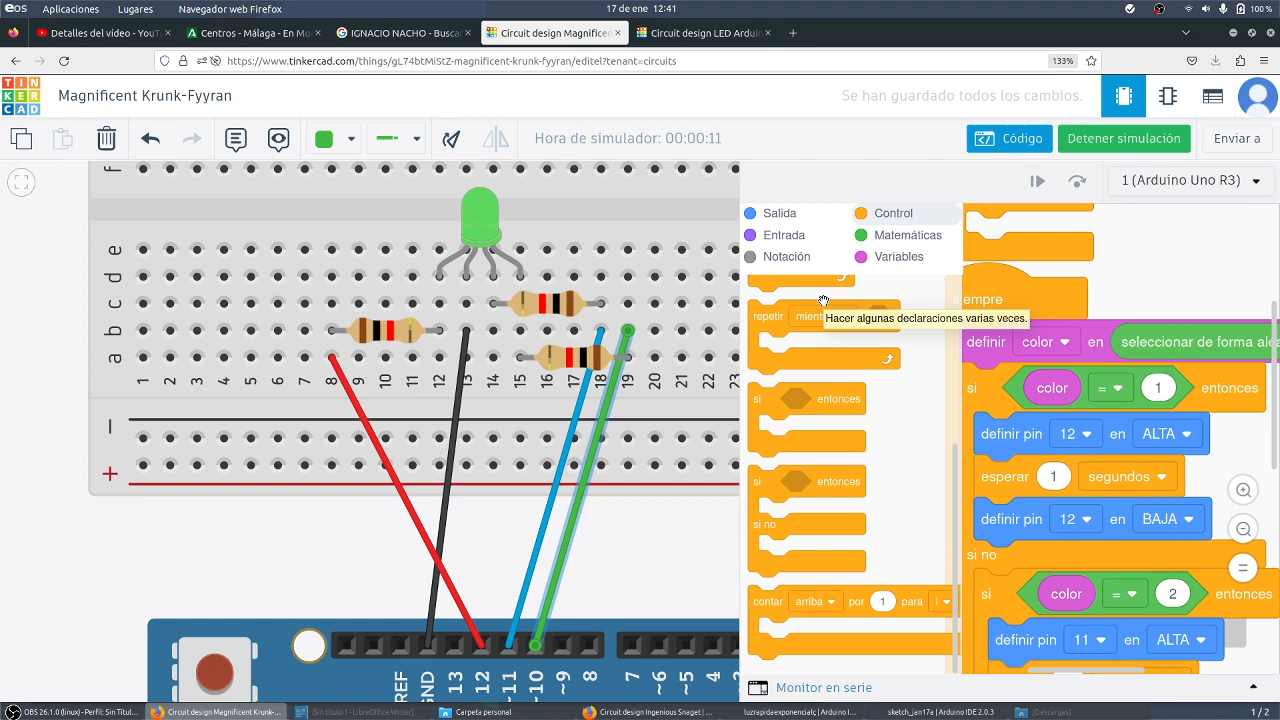 Aplicaciones Lugares Navegador web Firefox 17 de ene 12:41 100 %
Detalles del vídeo - YouT Centros - Málaga - En Mo IGNACIO NACHO - Busca Circuit design Magnificen Circuit design LED Arduin
https://www.tinkercad.com/things/gL74btMiStZ-magnificent-krunk-fyyran/editel?tenant=circuits 133%
TIN
KER
CAD
Magnificent Krunk-Fyyran Se han guardado todos los cambios.
Hora de simulador: 00:00:11 Código Detener simulación Enviar a
1 (Arduino Uno R3)
Salida Control
Entrada Matemáticas
Notación Variables
repetir
Hacer algunas declaraciones varias veces.
si entonces
si entonces
si no
contar arriba por 1 para i
siempre
definir color en seleccionar de forma alea
si color = 1 entonces
definir pin 12 en ALTA
esperar 1 segundos
definir pin 12 en BAJA
si no
si color = 2 entonces
definir pin 11 en ALTA
Monitor en serie
f
e
d
c
b
a
1 2 3 4 5 6 7 8 9 10 11 12 13 14 15 16 17 18 19 20 21 22 23
GND 13 12 ~11 ~10 ~9 8 7 ~6 ~5 4
OBS 26.1.0 (linux) - Perfil: Sin Títul... Circuit design Magnificent Krunk-... [Sin título 1 - LibreOffice Writer] Carpeta personal Circuit design Ingenious Snaget | ... luzrapidaexponencialç | Arduino I... sketch_jan17a | Arduino IDE 2.0.3 [Descargas] 1 / 2